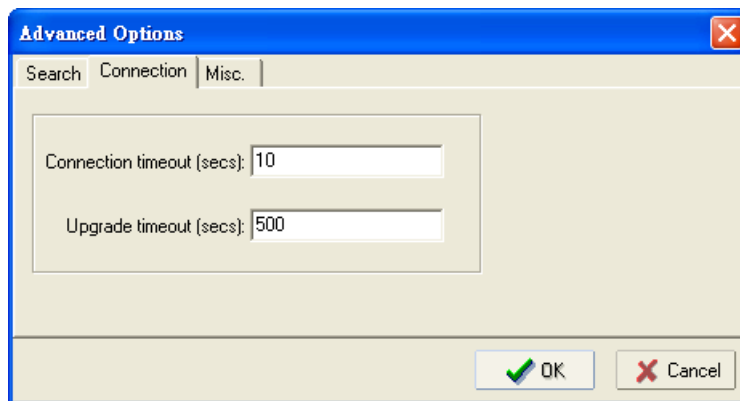 Advanced Options
Search Connection Misc.
Connection timeout (secs): 10
Upgrade timeout (secs): 500
OK Cancel